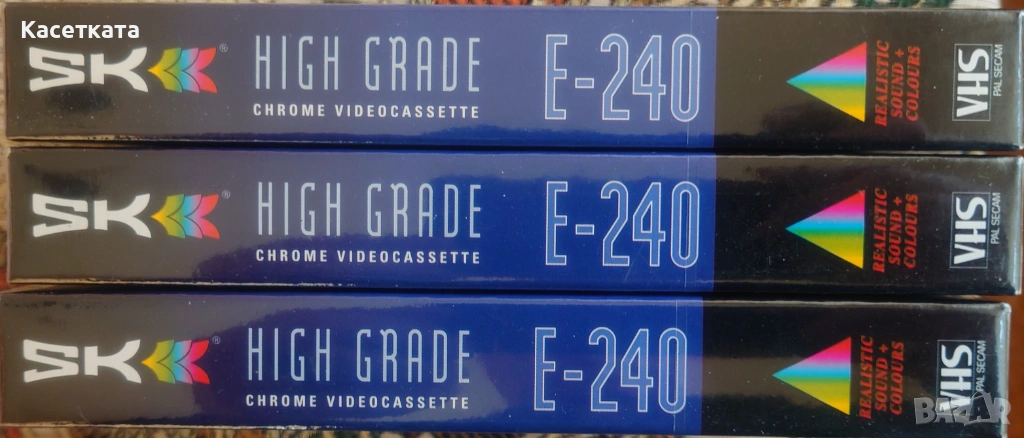 Касетката
SK®
HIGH GRADE
CHROME VIDEOCASSETTE
E-240
REALISTIC
SOUND +
COLOURS
VHS
PAL SECAM
SK®
HIGH GRADE
CHROME VIDEOCASSETTE
E-240
REALISTIC
SOUND +
COLOURS
VHS
PAL SECAM
SK®
HIGH GRADE
CHROME VIDEOCASSETTE
E-240
REALISTIC
SOUND +
COLOURS
VHS
PAL SECAM
BAZAR